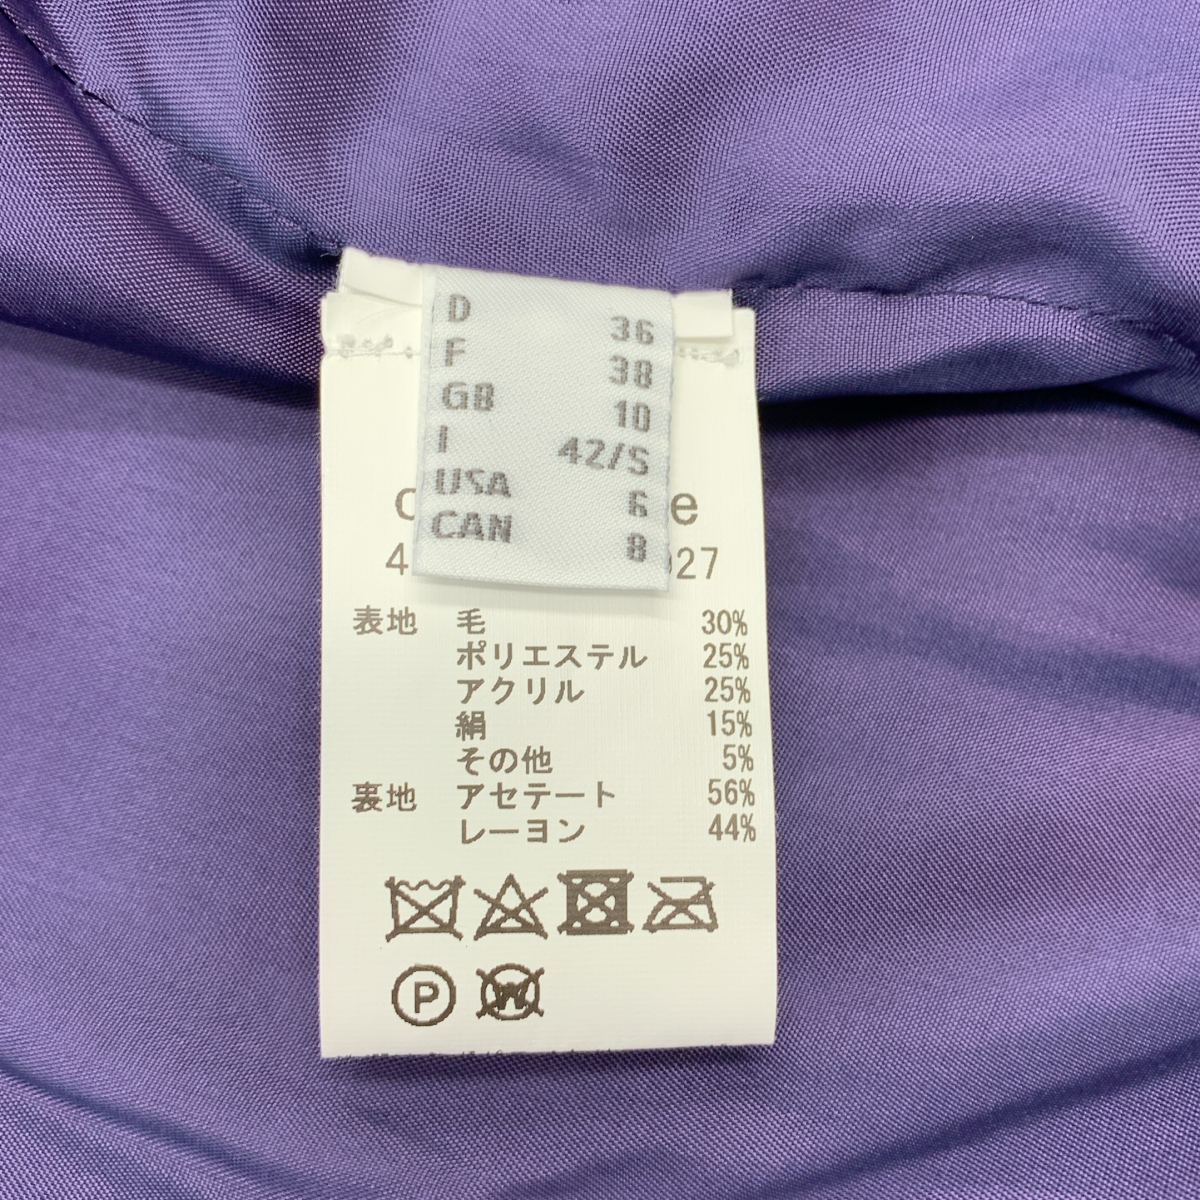 D 36
F 38
GB 10
I 42/S
USA 6
CAN 8
表地 毛 30%
ポリエステル 25%
アクリル 25%
絹 15%
その他 5%
裏地 アセテート 56%
レーヨン 44%
P
W